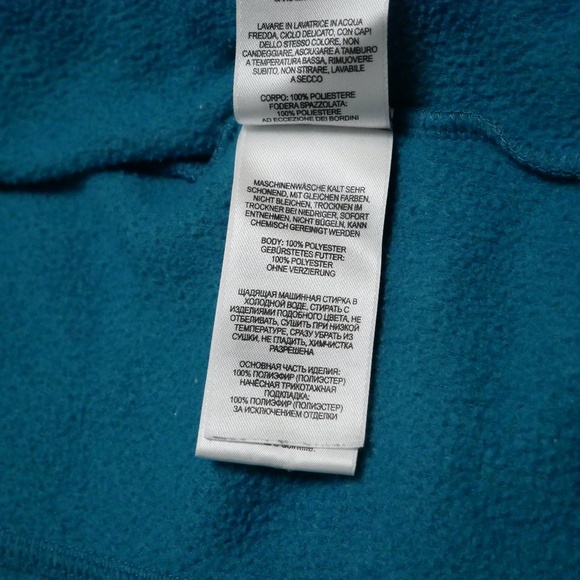 LAVARE IN LAVATRICE IN ACQUA
FREDDA, CICLO DELICATO, CON CAPI
DELLO STESSO COLORE, NON
CANDEGGIARE, ASCIUGARE A TAMBURO
A TEMPERATURA BASSA, RIMUOVERE
SUBITO, NON STIRARE, LAVABILE
A SECCO
CORPO: 100% POLIESTERE
FODERA SPAZZOLATA:
100% POLIESTERE
AD ECCEZIONE DEI BORDINI
MASCHINENWÄSCHE KALT SEHR
SCHONEND, MIT GLEICHEN FARBEN,
NICHT BLEICHEN, TROCKNEN IM
TROCKNER BEI NIEDRIGER, SOFORT
ENTNEHMEN, NICHT BÜGELN, KANN
CHEMISCH GEREINIGT WERDEN
BODY: 100% POLYESTER
GEBÜRSTETES FUTTER:
100% POLYESTER
OHNE VERZIERUNG
ЩАДЯЩАЯ МАШИННАЯ СТИРКА В
ХОЛОДНОЙ ВОДЕ, СТИРАТЬ С
ИЗДЕЛИЯМИ ПОДОБНОГО ЦВЕТА, НЕ
ОТБЕЛИВАТЬ, СУШИТЬ ПРИ НИЗКОЙ
ТЕМПЕРАТУРЕ, СРАЗУ УБРАТЬ ИЗ
СУШКИ, НЕ ГЛАДИТЬ, ХИМЧИСТКА
РАЗРЕШЕНА
ОСНОВНАЯ ЧАСТЬ ИЗДЕЛИЯ:
100% ПОЛИЭФИР (ПОЛИЭСТЕР)
НАЧЁСНАЯ ТРИКОТАЖНАЯ
ПОДКЛАДКА:
100% ПОЛИЭФИР (ПОЛИЭСТЕР)
ЗА ИСКЛЮЧЕНИЕМ ОТДЕЛКИ